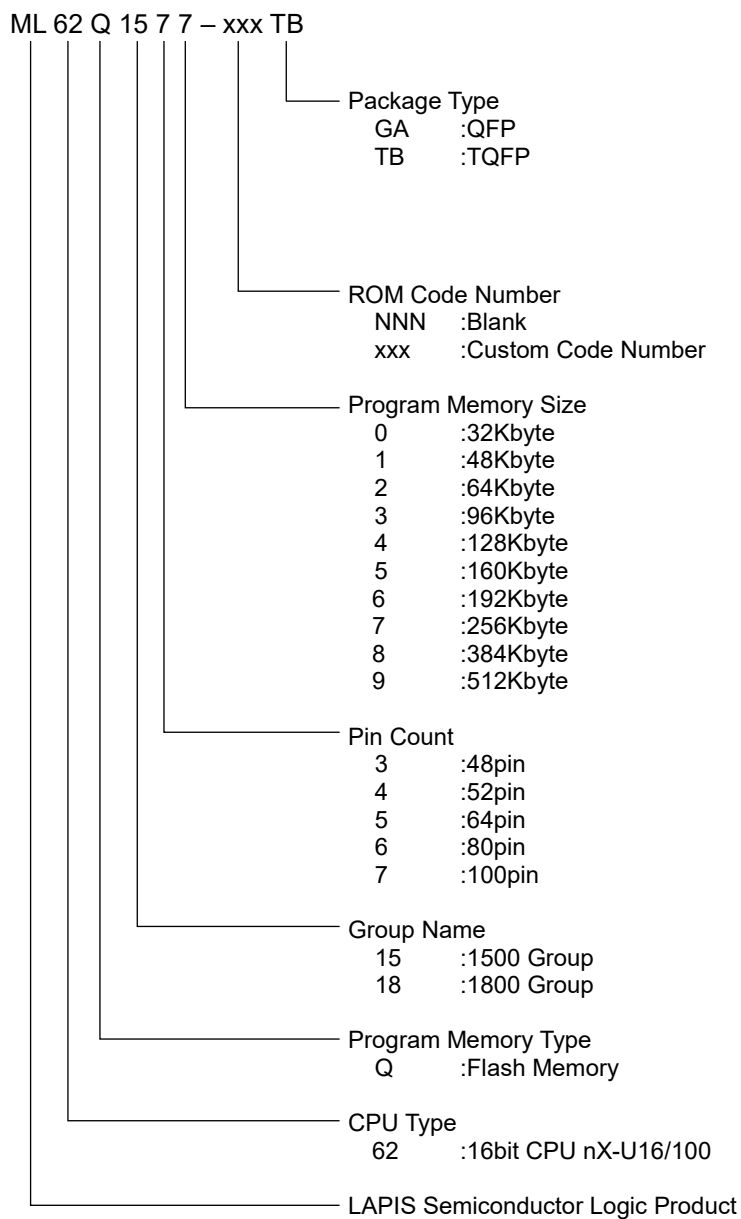 ML 62 Q 15 7 7 – xxx TB
Package Type
GA :QFP
TB :TQFP
ROM Code Number
NNN :Blank
xxx :Custom Code Number
Program Memory Size
0 :32Kbyte
1 :48Kbyte
2 :64Kbyte
3 :96Kbyte
4 :128Kbyte
5 :160Kbyte
6 :192Kbyte
7 :256Kbyte
8 :384Kbyte
9 :512Kbyte
Pin Count
3 :48pin
4 :52pin
5 :64pin
6 :80pin
7 :100pin
Group Name
15 :1500 Group
18 :1800 Group
Program Memory Type
Q :Flash Memory
CPU Type
62 :16bit CPU nX-U16/100
LAPIS Semiconductor Logic Product